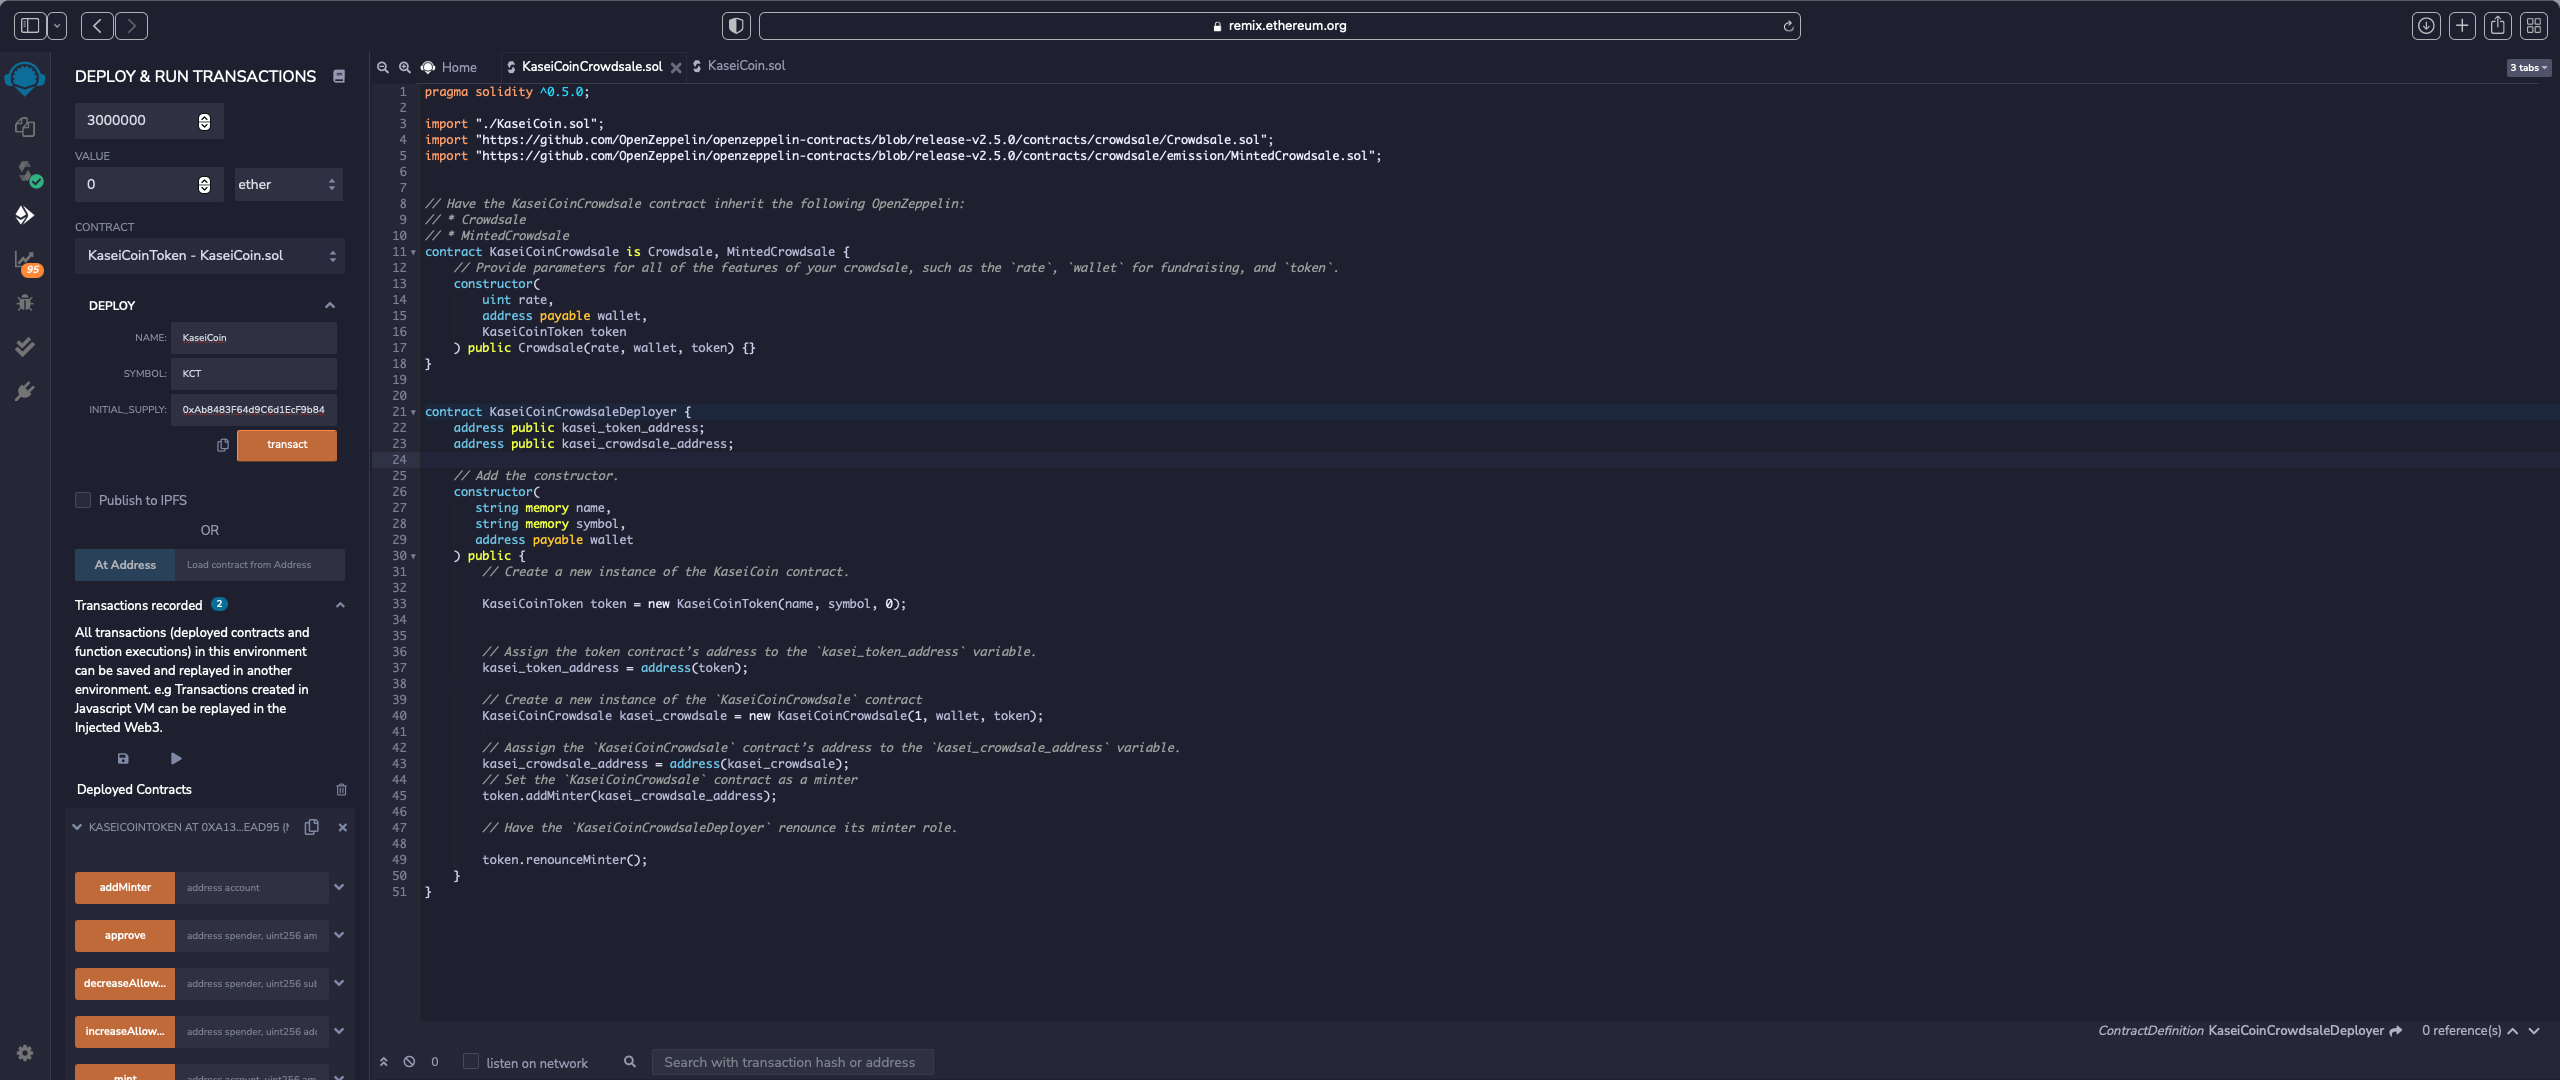 remix.ethereum.org
DEPLOY & RUN TRANSACTIONS
3000000
VALUE
0
ether
CONTRACT
KaseiCoinToken - KaseiCoin.sol
DEPLOY
NAME: KaseiCoin
SYMBOL: KCT
INITIAL_SUPPLY: 0xAb8483F64d9C6d1EcF9b84
transact
Publish to IPFS
OR
At Address Load contract from Address
Transactions recorded 2
All transactions (deployed contracts and
function executions) in this environment
can be saved and replayed in another
environment. e.g Transactions created in
Javascript VM can be replayed in the
Injected Web3.
Deployed Contracts
KASEICOINTOKEN AT 0XA13...EAD95 (
addMinter address account
approve address spender, uint256 am
decreaseAllow... address spender, uint256 sub
increaseAllow... address spender, uint256 ad
mint address account, uint256 am
95
Home
KaseiCoinCrowdsale.sol
KaseiCoin.sol
3 tabs
1 pragma solidity ^0.5.0;
2
3 import "./KaseiCoin.sol";
4 import "https://github.com/OpenZeppelin/openzeppelin-contracts/blob/release-v2.5.0/contracts/crowdsale/Crowdsale.sol";
5 import "https://github.com/OpenZeppelin/openzeppelin-contracts/blob/release-v2.5.0/contracts/crowdsale/emission/MintedCrowdsale.sol";
6
7
8 // Have the KaseiCoinCrowdsale contract inherit the following OpenZeppelin:
9 // * Crowdsale
10 // * MintedCrowdsale
11 contract KaseiCoinCrowdsale is Crowdsale, MintedCrowdsale {
12 // Provide parameters for all of the features of your crowdsale, such as the `rate`, `wallet` for fundraising, and `token`.
13 constructor(
14 uint rate,
15 address payable wallet,
16 KaseiCoinToken token
17 ) public Crowdsale(rate, wallet, token) {}
18 }
19
20
21 contract KaseiCoinCrowdsaleDeployer {
22 address public kasei_token_address;
23 address public kasei_crowdsale_address;
24
25 // Add the constructor.
26 constructor(
27 string memory name,
28 string memory symbol,
29 address payable wallet
30 ) public {
31 // Create a new instance of the KaseiCoin contract.
32
33 KaseiCoinToken token = new KaseiCoinToken(name, symbol, 0);
34
35
36 // Assign the token contract’s address to the `kasei_token_address` variable.
37 kasei_token_address = address(token);
38
39 // Create a new instance of the `KaseiCoinCrowdsale` contract
40 KaseiCoinCrowdsale kasei_crowdsale = new KaseiCoinCrowdsale(1, wallet, token);
41
42 // Aassign the `KaseiCoinCrowdsale` contract’s address to the `kasei_crowdsale_address` variable.
43 kasei_crowdsale_address = address(kasei_crowdsale);
44 // Set the `KaseiCoinCrowdsale` contract as a minter
45 token.addMinter(kasei_crowdsale_address);
46
47 // Have the `KaseiCoinCrowdsaleDeployer` renounce its minter role.
48
49 token.renounceMinter();
50 }
51 }
ContractDefinition KaseiCoinCrowdsaleDeployer 0 reference(s)
0 listen on network Search with transaction hash or address